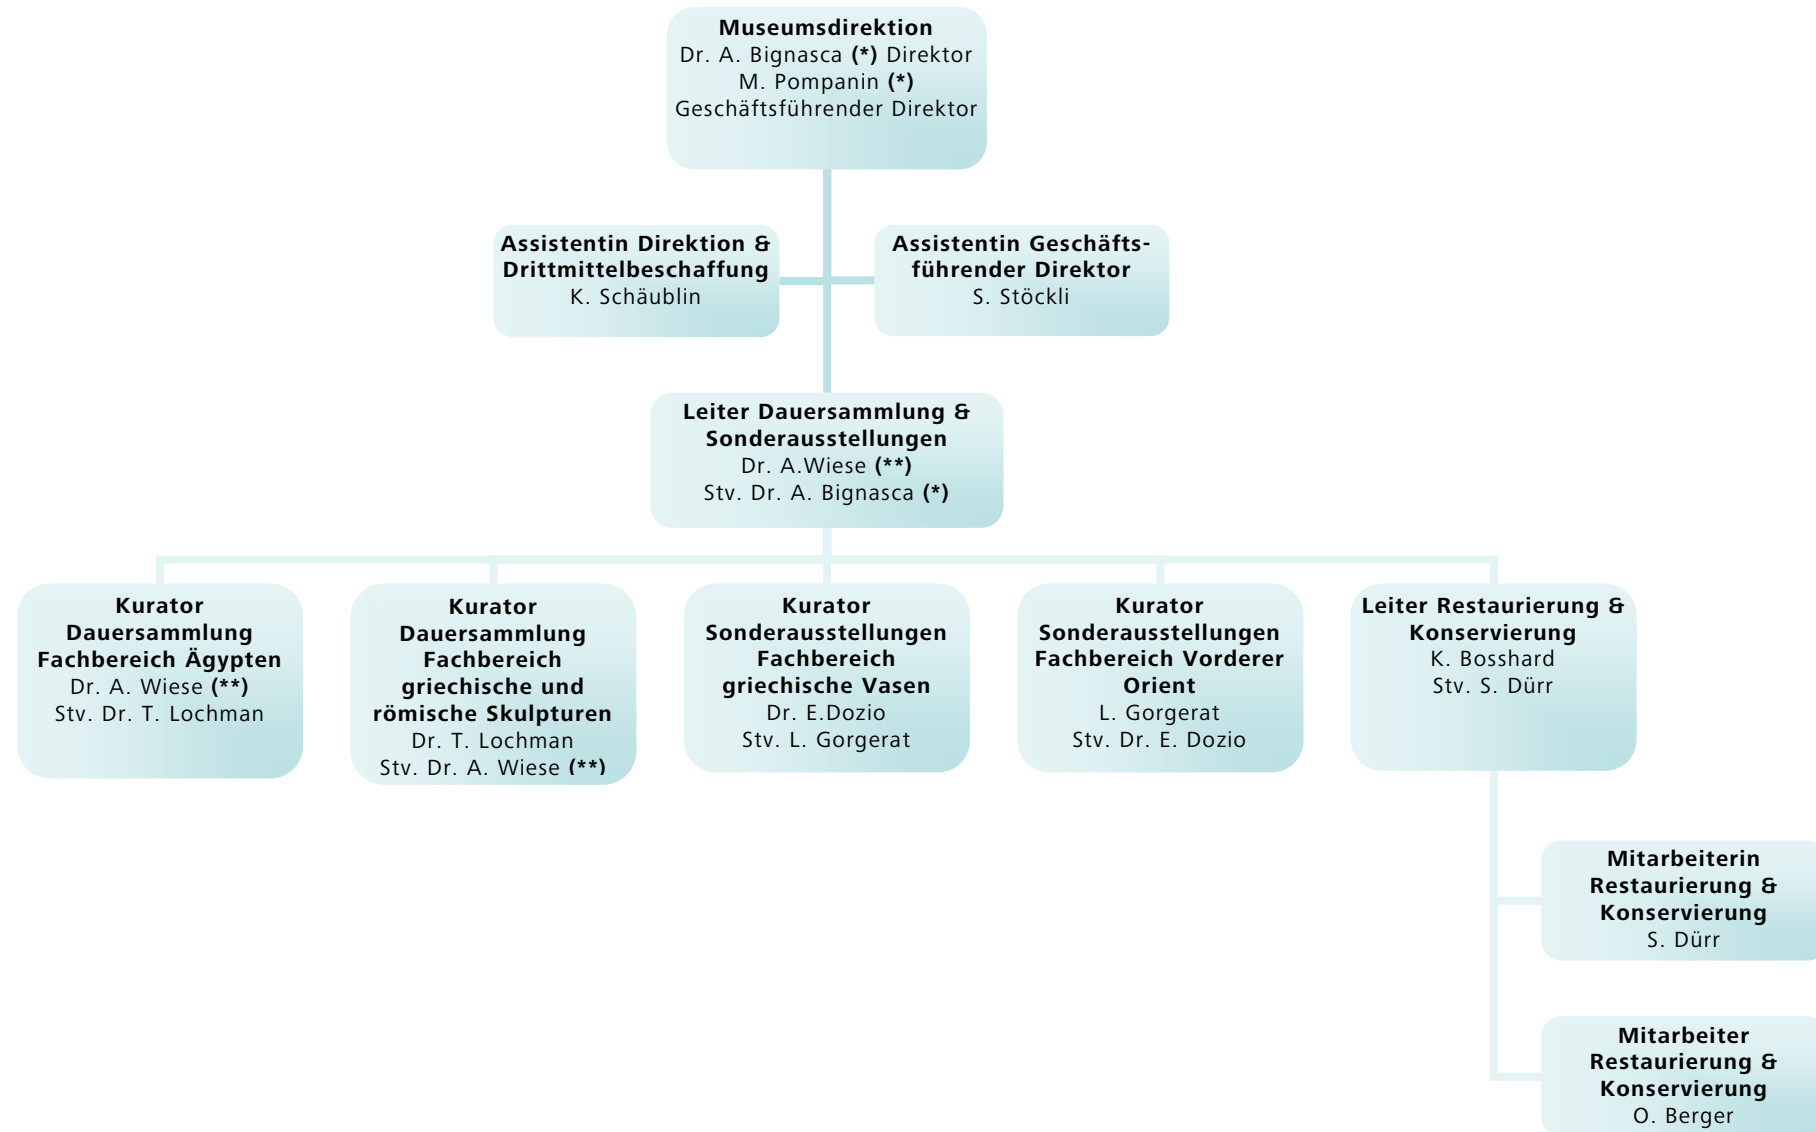 Museumsdirektion
Dr. A. Bignasca (*) Direktor
M. Pompanin (*)
Geschäftsführender Direktor
Assistentin Direktion &
Drittmittelbeschaffung
K. Schäublin
Assistentin Geschäfts-
führender Direktor
S. Stöckli
Leiter Dauersammlung &
Sonderausstellungen
Dr. A.Wiese (**)
Stv. Dr. A. Bignasca (*)
Kurator
Dauersammlung
Fachbereich Ägypten
Dr. A. Wiese (**)
Stv. Dr. T. Lochman
Kurator
Dauersammlung
Fachbereich
griechische und
römische Skulpturen
Dr. T. Lochman
Stv. Dr. A. Wiese (**)
Kurator
Sonderausstellungen
Fachbereich
griechische Vasen
Dr. E.Dozio
Stv. L. Gorgerat
Kurator
Sonderausstellungen
Fachbereich Vorderer
Orient
L. Gorgerat
Stv. Dr. E. Dozio
Leiter Restaurierung &
Konservierung
K. Bosshard
Stv. S. Dürr
Mitarbeiterin
Restaurierung &
Konservierung
S. Dürr
Mitarbeiter
Restaurierung &
Konservierung
O. Berger